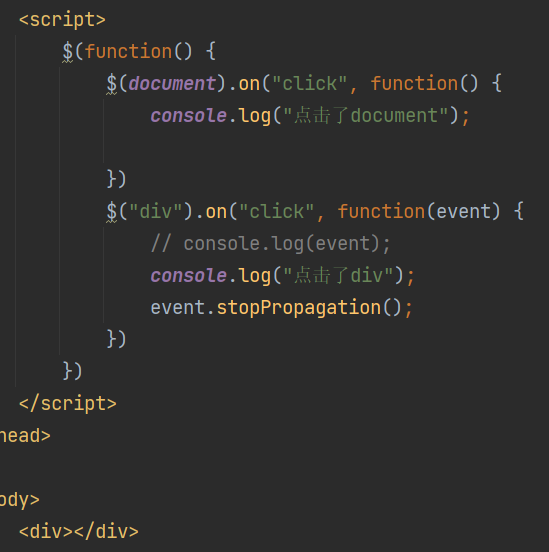 <script>
$(function() {
$(document).on("click", function() {
console.log("点击了document");
})
$("div").on("click", function(event) {
// console.log(event);
console.log("点击了div");
event.stopPropagation();
})
})
</script>
head>
ody>
<div></div>